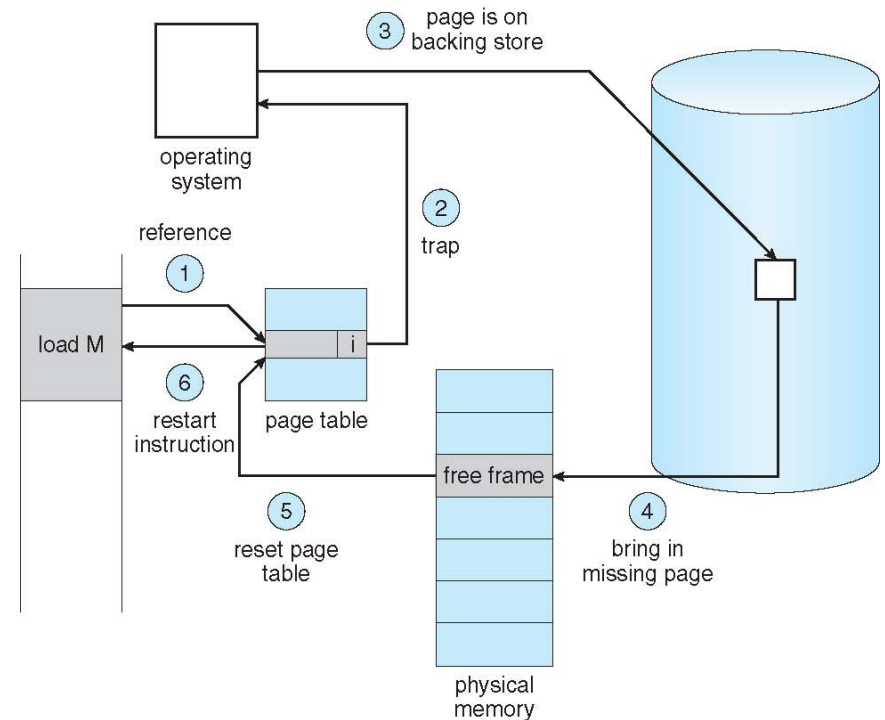 3
page is on
backing store
operating
system
2
trap
reference
1
load M
i
6
restart
instruction
page table
free frame
5
reset page
table
4
bring in
missing page
physical
memory